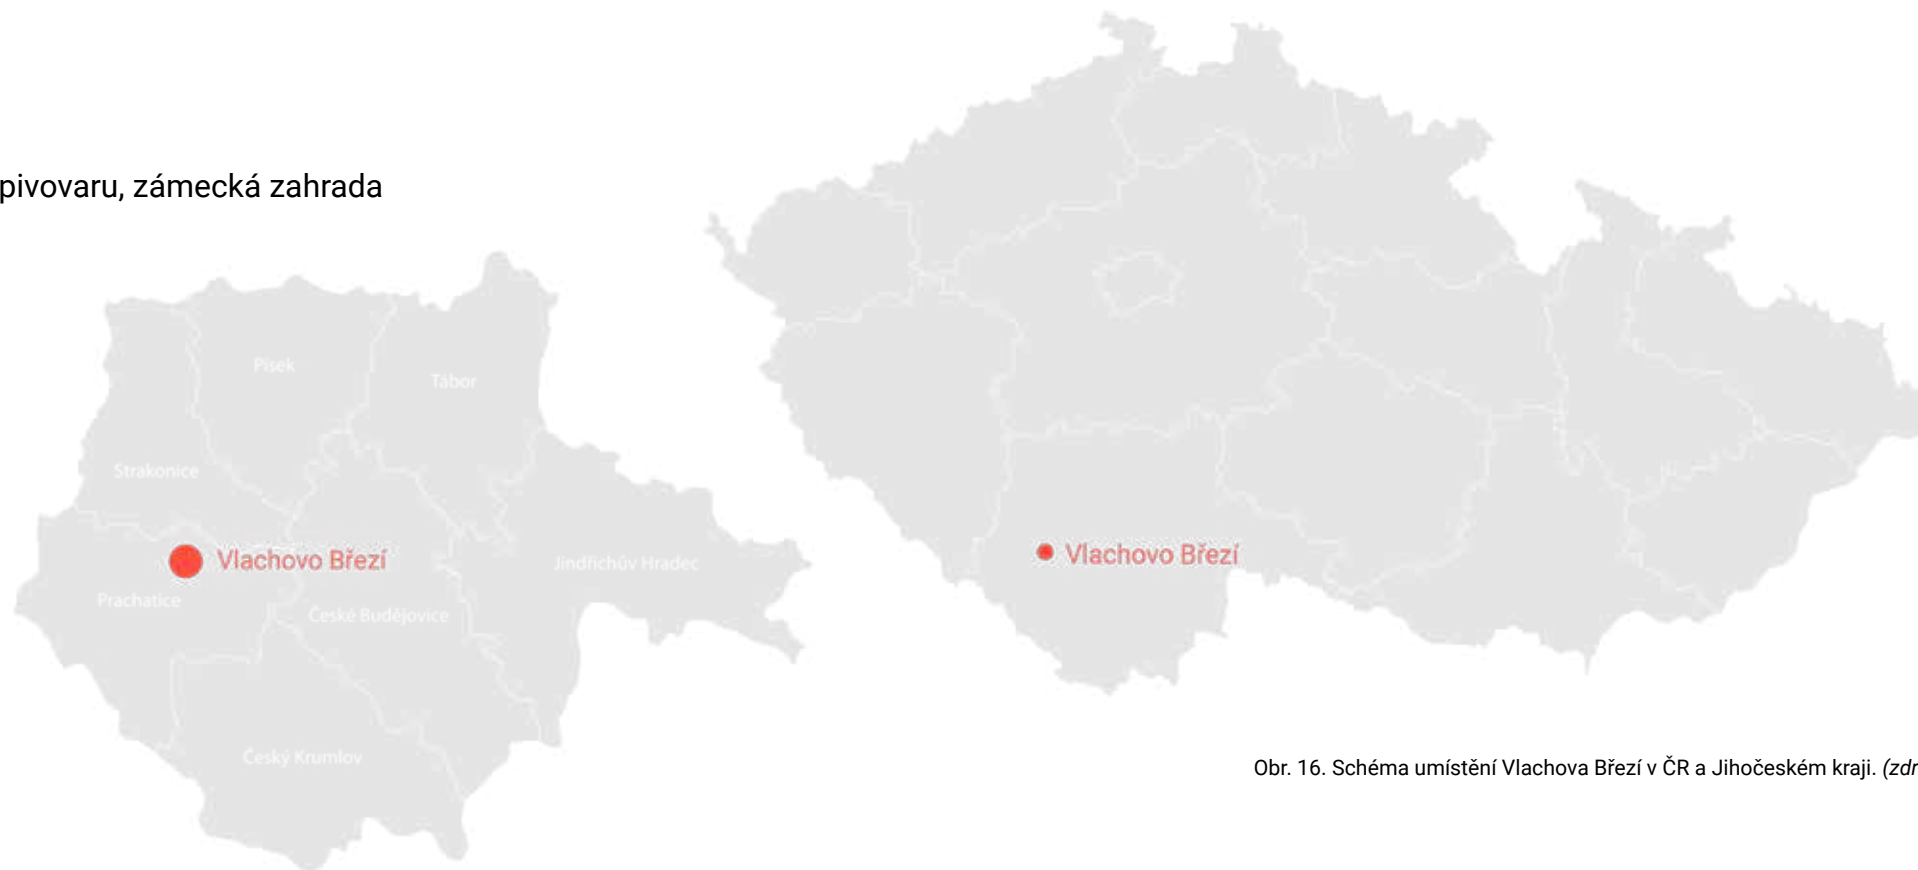 pivovaru, zámecká zahrada
Písek
Tábor
Strakonice
Vlachovo Březí
Jindřichův Hradec
Prachatice
České Budějovice
Český Krumlov
Vlachovo Březí
Obr. 16. Schéma umístění Vlachova Březí v ČR a Jihočeském kraji. (zdr